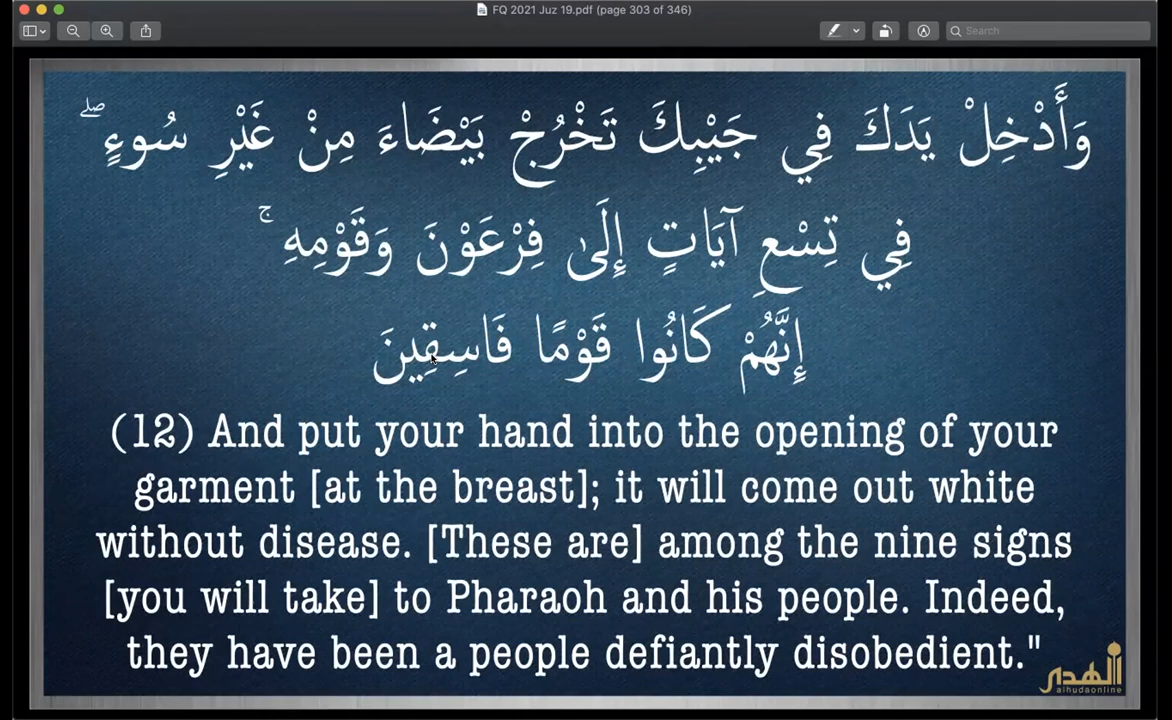 FQ 2021 Juz 19.pdf (page 303 of 346)
Search
وَأَدْخِلْ يَدَكَ فِي جَيْبِكَ تَخْرُجْ بَيْضَاءَ مِنْ غَيْرِ سُوءٍ ۖ
فِي تِسْعِ آيَاتٍ إِلَىٰ فِرْعَوْنَ وَقَوْمِهِ ۚ
إِنَّهُمْ كَانُوا قَوْمًا فَاسِقِينَ
(12) And put your hand into the opening of your
garment [at the breast]; it will come out white
without disease. [These are] among the nine signs
[you will take] to Pharaoh and his people. Indeed,
they have been a people defiantly disobedient."
الهدى
alhudaonline